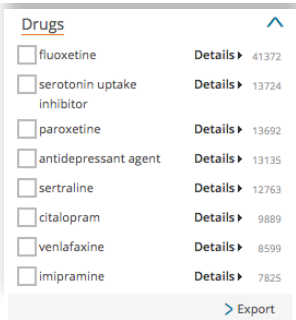 Drugs
fluoxetine Details 41372
serotonin uptake Details 13724
inhibitor
paroxetine Details 13692
antidepressant agent Details 13135
sertraline Details 12763
citalopram Details 9889
venlafaxine Details 8599
imipramine Details 7825
> Export